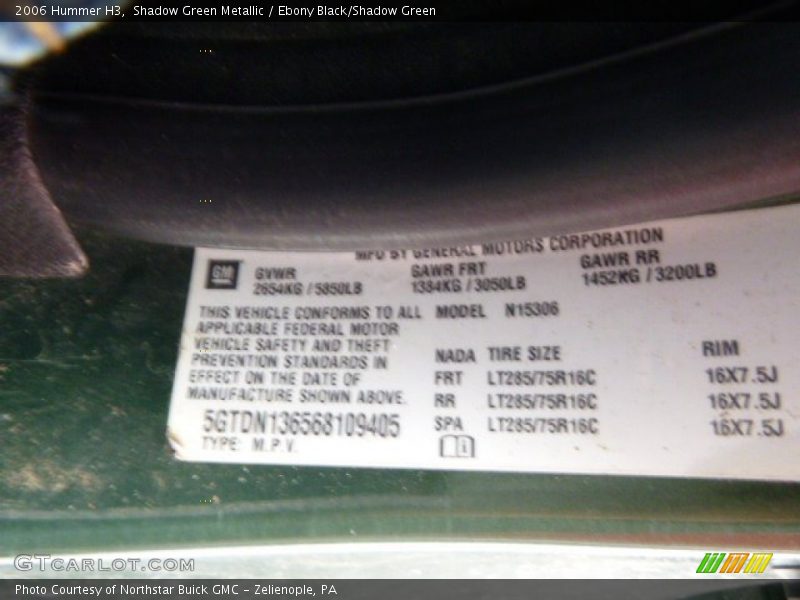 2006 Hummer H3,  Shadow Green Metallic / Ebony Black/Shadow Green
MFD BY GENERAL MOTORS CORPORATION
GM GVWR GAWR FRT GAWR RR
2654KG / 5850LB 1384KG / 3050LB 1452KG / 3200LB
THIS VEHICLE CONFORMS TO ALL MODEL N15306
APPLICABLE FEDERAL MOTOR
VEHICLE SAFETY AND THEFT NADA TIRE SIZE RIM
PREVENTION STANDARDS IN
EFFECT ON THE DATE OF FRT LT285/75R16C 16X7.5J
MANUFACTURE SHOWN ABOVE. RR LT285/75R16C 16X7.5J
5GTDN136568109405 SPA LT285/75R16C 16X7.5J
TYPE: M.P.V.
GTCARLOT.COM
Photo Courtesy of Northstar Buick GMC - Zelienople, PA